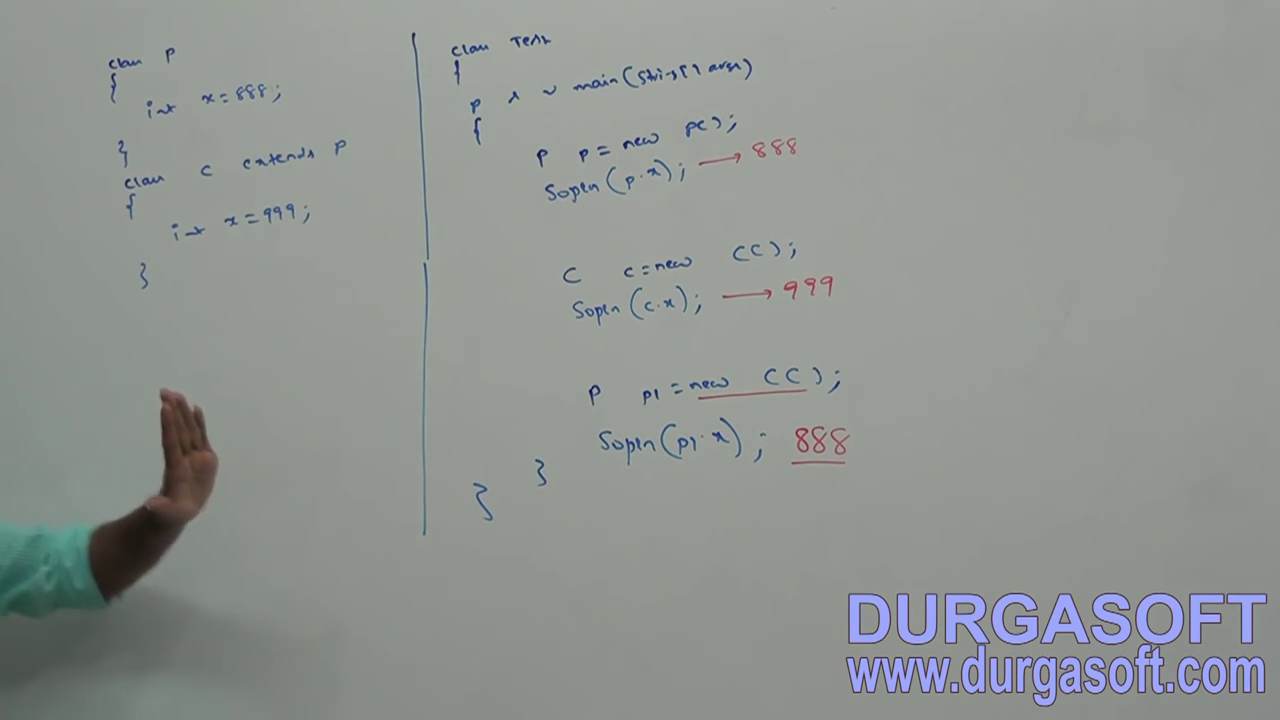 class P
{
int x=888;
}
class C extends P
{
int x=999;
}
class Test
{
P s v main(String[] args)
{
P p=new P();
Sopln(p.x); → 888
C c=new C();
Sopln(c.x); → 999
P p1=new C();
Sopln(p1.x); 888
}
}
DURGASOFT
www.durgasoft.com